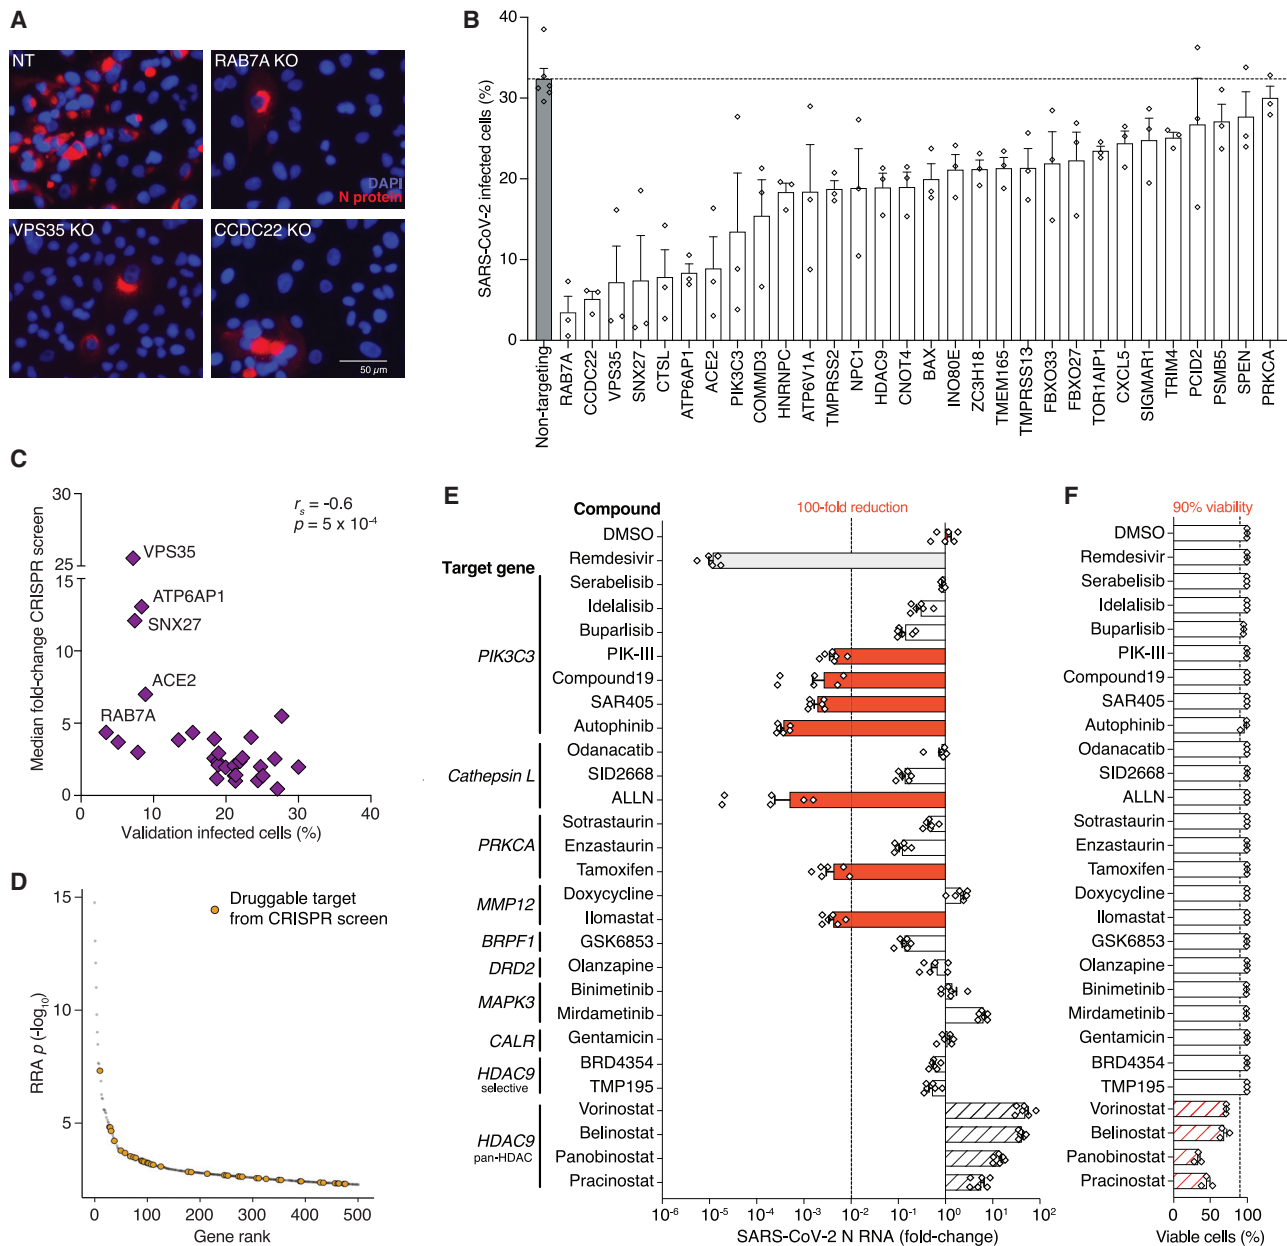 A
NT
RAB7A KO
DAPI
N protein
VPS35 KO
CCDC22 KO
50 µm
B
SARS-CoV-2 infected cells (%)
40
30
20
10
0
Non-targeting
RAB7A
CCDC22
VPS35
SNX27
CTSL
ATP6AP1
ACE2
PIK3C3
COMMD3
HNRNPC
ATP6V1A
TMPRSS2
NPC1
HDAC9
CNOT4
BAX
INO80E
ZC3H18
TMEM165
TMPRSS13
FBXO33
FBXO27
TOR1AIP1
CXCL5
SIGMAR1
TRIM4
PCID2
PSMB5
SPEN
PRKCA
C
Median fold-change CRISPR screen
30
25
15
10
5
0
rs = -0.6
p = 5 x 10-4
VPS35
ATP6AP1
SNX27
ACE2
RAB7A
0
10
20
30
40
Validation infected cells (%)
D
RRA p (-log10)
15
10
5
Druggable target
from CRISPR screen
0
100
200
300
400
500
Gene rank
E
Compound
100-fold reduction
Target gene
DMSO
Remdesivir
PIK3C3
Serabelisib
Idelalisib
Buparlisib
PIK-III
Compound19
SAR405
Autophinib
Cathepsin L
Odanacatib
SID2668
ALLN
PRKCA
Sotrastaurin
Enzastaurin
Tamoxifen
MMP12
Doxycycline
Ilomastat
BRPF1
GSK6853
DRD2
Olanzapine
MAPK3
Binimetinib
Mirdametinib
CALR
Gentamicin
HDAC9
selective
BRD4354
TMP195
HDAC9
pan-HDAC
Vorinostat
Belinostat
Panobinostat
Pracinostat
10-6
10-5
10-4
10-3
10-2
10-1
100
101
102
SARS-CoV-2 N RNA (fold-change)
F
90% viability
DMSO
Remdesivir
Serabelisib
Idelalisib
Buparlisib
PIK-III
Compound19
SAR405
Autophinib
Odanacatib
SID2668
ALLN
Sotrastaurin
Enzastaurin
Tamoxifen
Doxycycline
Ilomastat
GSK6853
Olanzapine
Binimetinib
Mirdametinib
Gentamicin
BRD4354
TMP195
Vorinostat
Belinostat
Panobinostat
Pracinostat
0
50
100
Viable cells (%)